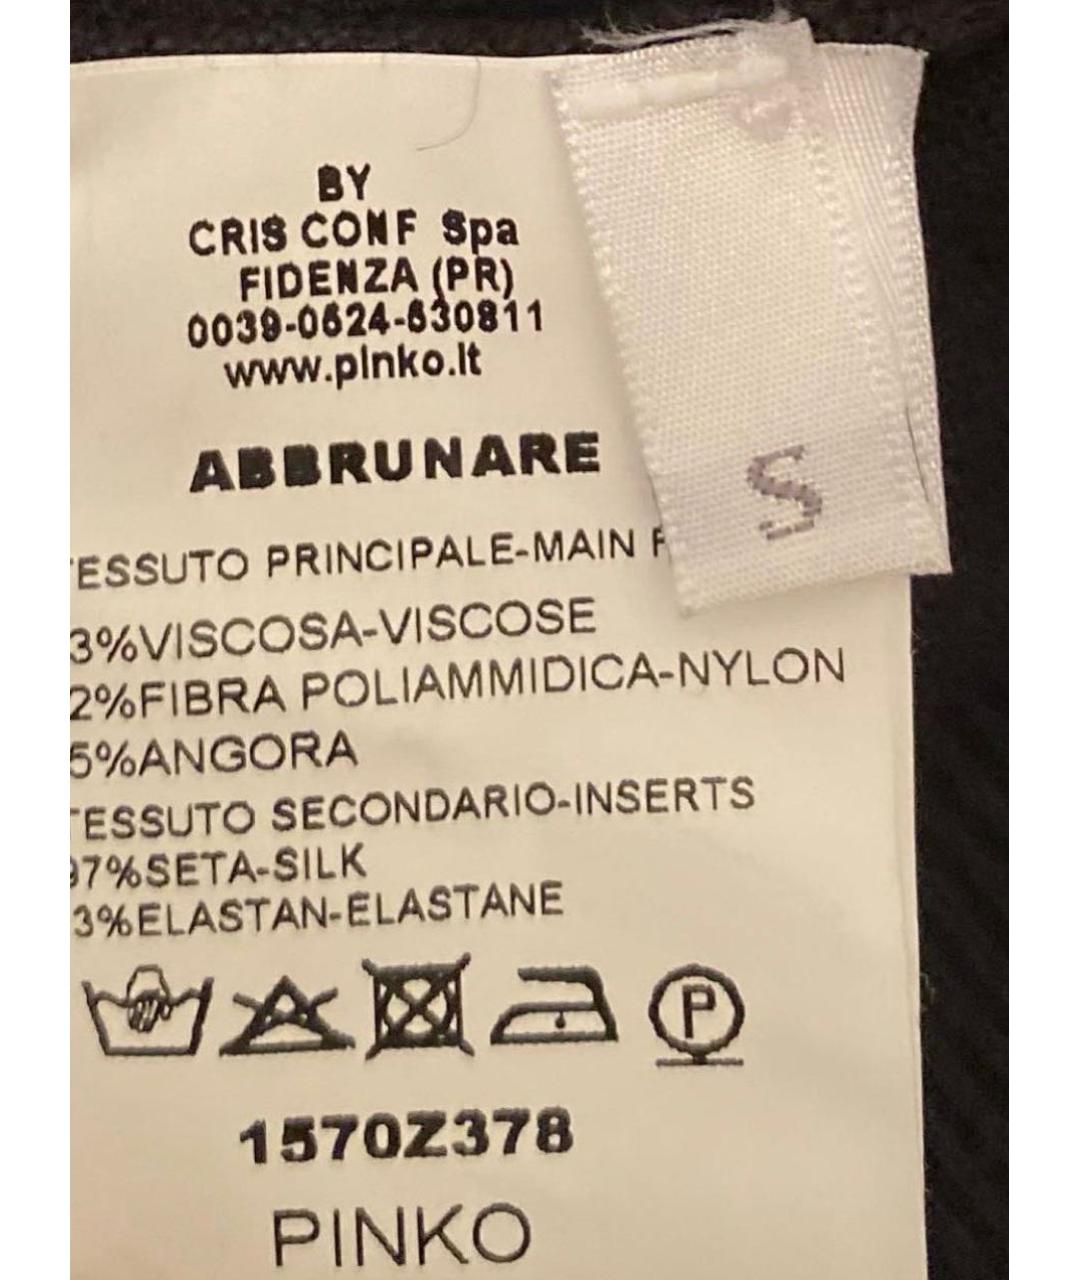 BY
CRIS CONF Spa
FIDENZA (PR)
0039-0524-530811
www.pinko.it
ABBRUNARE
S
TESSUTO PRINCIPALE-MAIN F
3%VISCOSA-VISCOSE
2%FIBRA POLIAMMIDICA-NYLON
5%ANGORA
TESSUTO SECONDARIO-INSERTS
97%SETA-SILK
3%ELASTAN-ELASTANE
P
1570Z378
PINKO